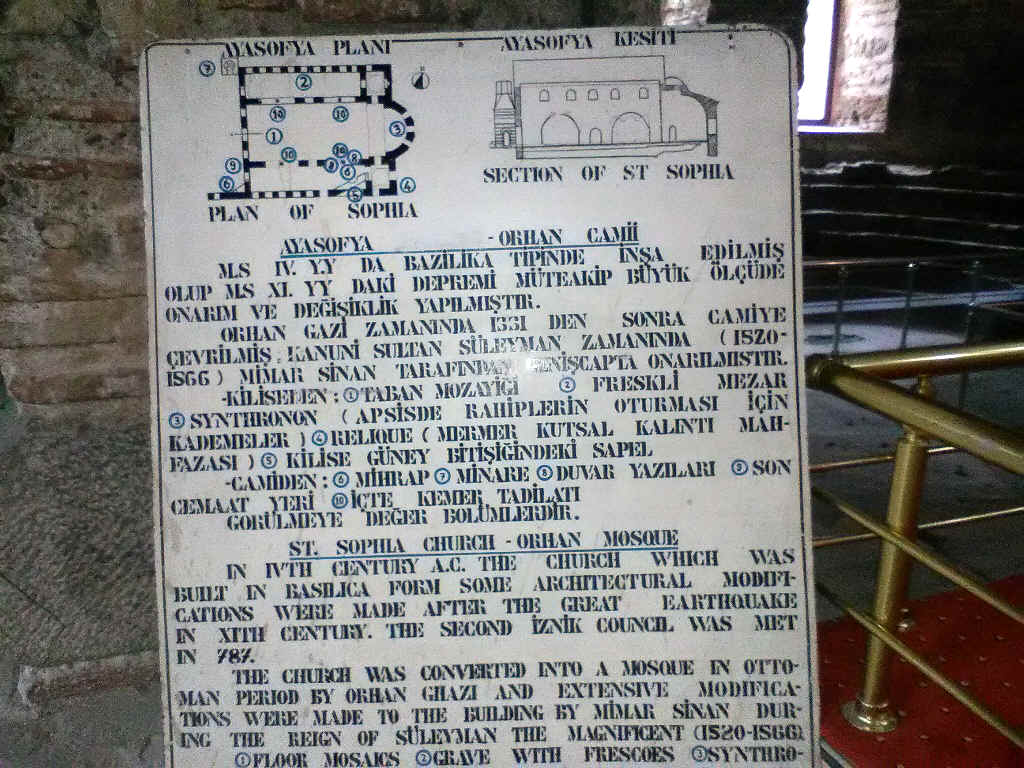 AYASOFYA PLANI
AYASOFYA KESİTİ
PLAN OF SOPHIA
SECTION OF ST SOPHIA
AYASOFYA - ORHAN CAMİİ
M.S IV. Y.Y DA BAZİLİKA TİPİNDE İNŞA EDİLMİŞ
OLUP M.S XI. YY DAKİ DEPREMİ MÜTEAKİP BÜYÜK ÖLÇÜDE
ONARIM VE DEĞİŞİKLİK YAPILMIŞTIR.
ORHAN GAZİ ZAMANINDA 1331 DEN SONRA CAMİYE
ÇEVRİLMİŞ. KANUNİ SULTAN SÜLEYMAN ZAMANINDA (1520-
1566) MİMAR SİNAN TARAFINDAN GENİŞÇAPTA ONARILMISTIR.
-KİLİSEDEN: ① TABAN MOZAYİĞİ ② FRESKLİ MEZAR
③ SYNTHRONON (APSİSDE RAHİPLERİN OTURMASI İÇİN
KADEMELER) ④ RELIQUE (MERMER KUTSAL KALINTI MAH-
FAZASI) ⑤ KİLİSE GÜNEY BİTİŞİĞİNDEKİ SAPEL
-CAMİDEN: ⑥ MİHRAP ⑦ MİNARE ⑧ DUVAR YAZILARI ⑨ SON
CEMAAT YERİ ⑩ İÇTE KEMER TADİLATI
GÖRÜLMEYE DEĞER BÖLÜMLERDİR.
ST. SOPHIA CHURCH - ORHAN MOSQUE
IN IVTH CENTURY A.C. THE CHURCH WHICH WAS
BUILT IN BASILICA FORM SOME ARCHITECTURAL MODIFI-
CATIONS WERE MADE AFTER THE GREAT EARTHQUAKE
IN XITH CENTURY. THE SECOND İZNİK COUNCIL WAS MET
IN 787.
THE CHURCH WAS CONVERTED INTO A MOSQUE IN OTTO-
MAN PERIOD BY ORHAN GHAZI AND EXTENSIVE MODIFICA-
TIONS WERE MADE TO THE BUILDING BY MİMAR SİNAN DUR-
ING THE REIGN OF SÜLEYMAN THE MAGNIFICENT (1520-1566)
① FLOOR MOSAICS ② GRAVE WITH FRESCOES ③ SYNTHRO-